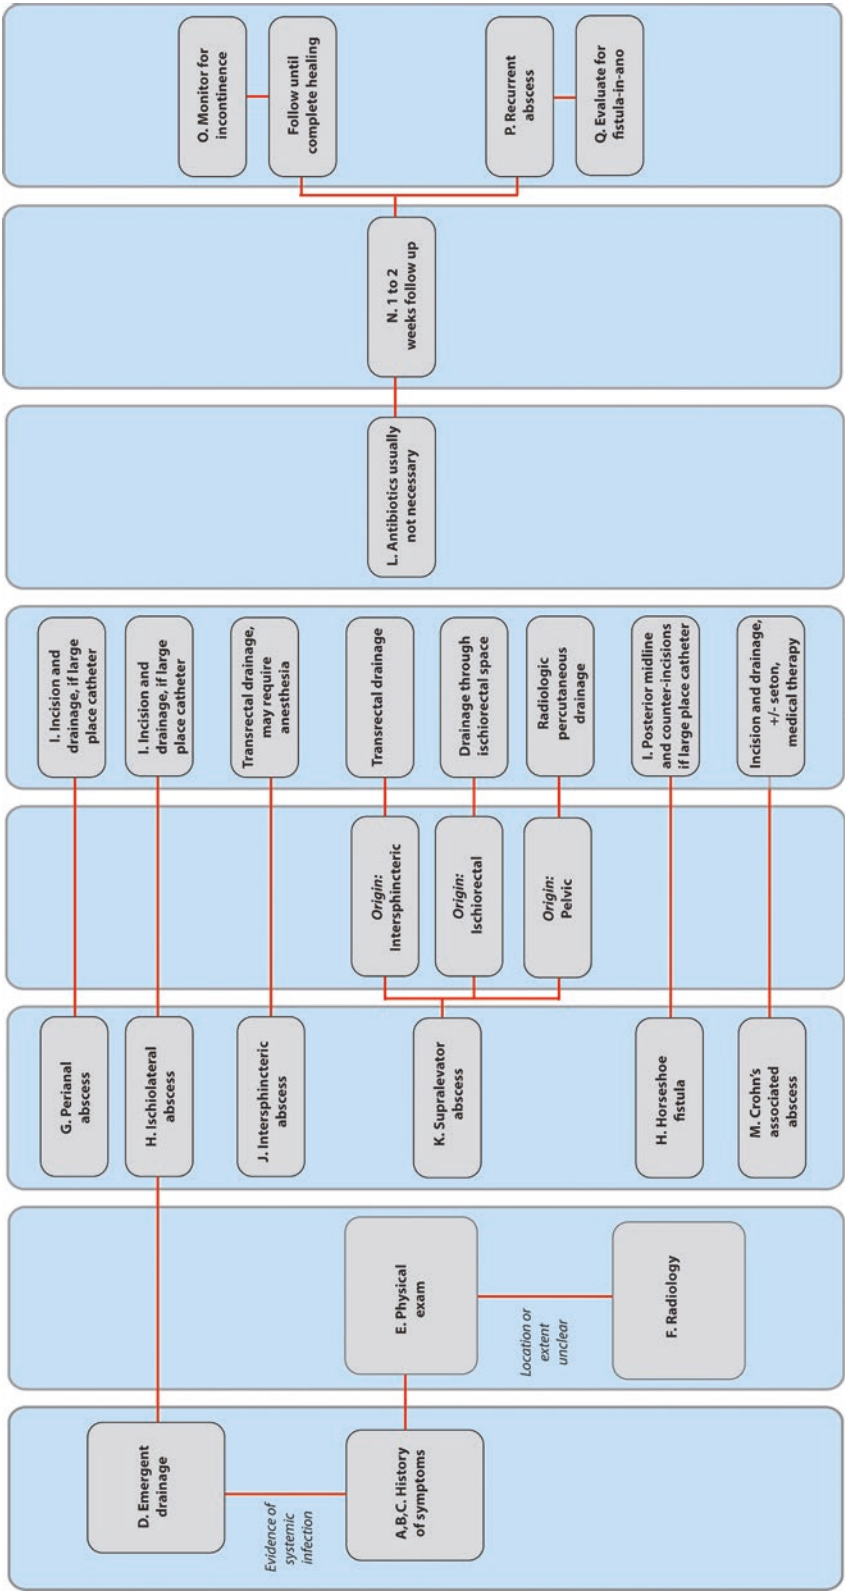 D. Emergent
drainage
Evidence of
systemic
infection
A,B,C. History
of symptoms
E. Physical
exam
Location or
extent
unclear
F. Radiology
G. Perianal
abscess
H. Ischiolateral
abscess
J. Intersphincteric
abscess
K. Supralevator
abscess
H. Horseshoe
fistula
M. Crohn's
associated
abscess
Origin:
Intersphincteric
Origin:
Ischiorectal
Origin:
Pelvic
I. Incision and
drainage, if large
place catheter
I. Incision and
drainage, if large
place catheter
Transrectal drainage,
may require
anesthesia
Transrectal drainage
Drainage through
ischiorectal space
Radiologic
percutaneous
drainage
I. Posterior midline
and counter-incisions
if large place catheter
Incision and drainage,
+/- seton,
medical therapy
L. Antibiotics usually
not necessary
N. 1 to 2
weeks follow up
O. Monitor for
incontinence
Follow until
complete healing
P. Recurrent
abscess
Q. Evaluate for
fistula-in-ano